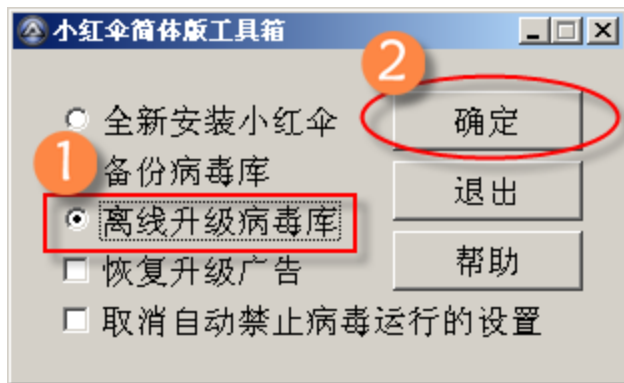 小红伞简体版工具箱
2
全新安装小红伞
确定
1
备份病毒库
退出
离线升级病毒库
恢复升级广告
帮助
取消自动禁止病毒运行的设置